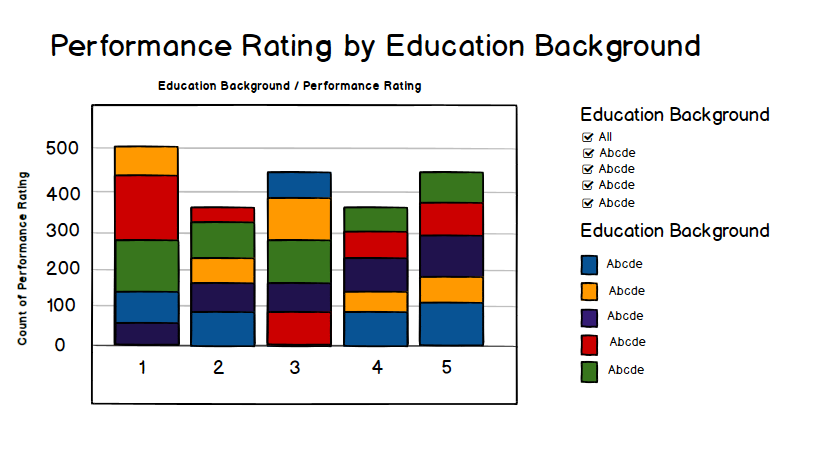 Performance Rating by Education Background
Education Background / Performance Rating
Count of Performance Rating
500
400
300
200
100
0
1 2 3 4 5
Education Background
All
Abcde
Abcde
Abcde
Abcde
Education Background
Abcde
Abcde
Abcde
Abcde
Abcde